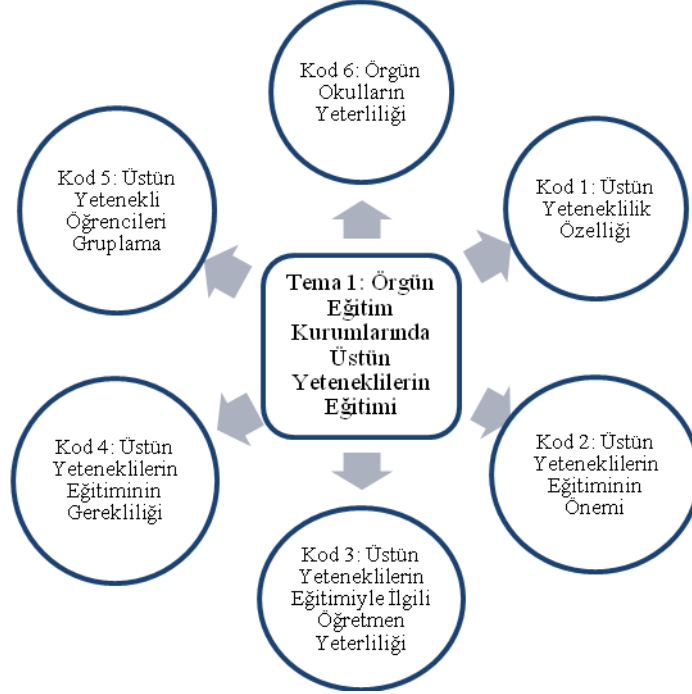 Kod 6: Örgün
Okulların
Yeterliliği
Kod 5: Üstün
Yetenekli
Öğrencileri
Gruplama
Kod 1: Üstün
Yeteneklilik
Özelliği
Tema 1: Örgün
Eğitim
Kurumlarında
Üstün
Yeteneklilerin
Eğitimi
Kod 4: Üstün
Yeteneklilerin
Eğitiminin
Gerekliliği
Kod 2: Üstün
Yeteneklilerin
Eğitiminin
Önemi
Kod 3: Üstün
Yeteneklilerin
Eğitimiyle İlgili
Öğretmen
Yeterliliği